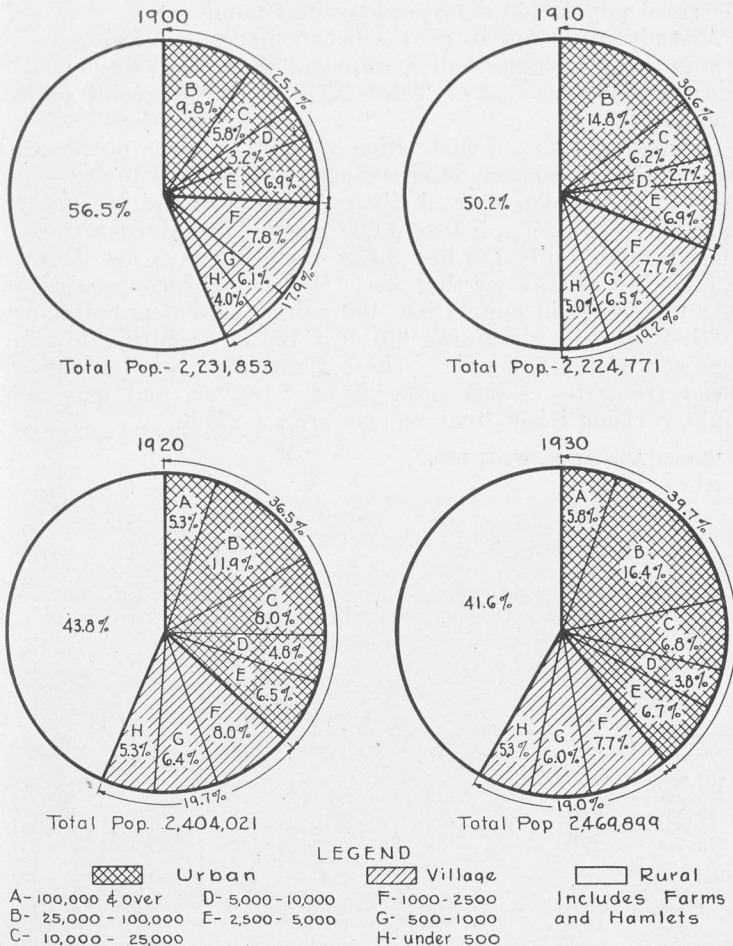 1900
B
9.8%
25.7%
C
5.8%
D
3.2%
E
6.9%
56.5%
F
7.8%
G
6.1%
H
4.0%
17.9%
Total Pop.- 2,231,853
1910
B
14.8%
30.6%
C
6.2%
D
2.7%
E
6.9%
50.2%
F
7.7%
G
6.5%
H
5.0%
19.2%
Total Pop.-2,224,771
1920
A
5.3%
36.5%
B
11.9%
C
8.0%
D
4.8%
E
6.5%
43.8%
F
8.0%
G
6.4%
H
5.3%
19.7%
Total Pop. 2,404,021
1930
A
5.8%
39.7%
B
16.4%
C
6.8%
D
3.8%
E
6.7%
41.6%
F
7.7%
G
6.0%
H
5.3%
19.0%
Total Pop 2,469,899
LEGEND
Urban
A- 100,000 & over
B- 25,000 - 100,000
C- 10,000 - 25,000
D- 5,000 - 10,000
E- 2,500 - 5,000
Village
F- 1000 - 2500
G- 500 - 1000
H- under 500
Rural
Includes Farms
and Hamlets